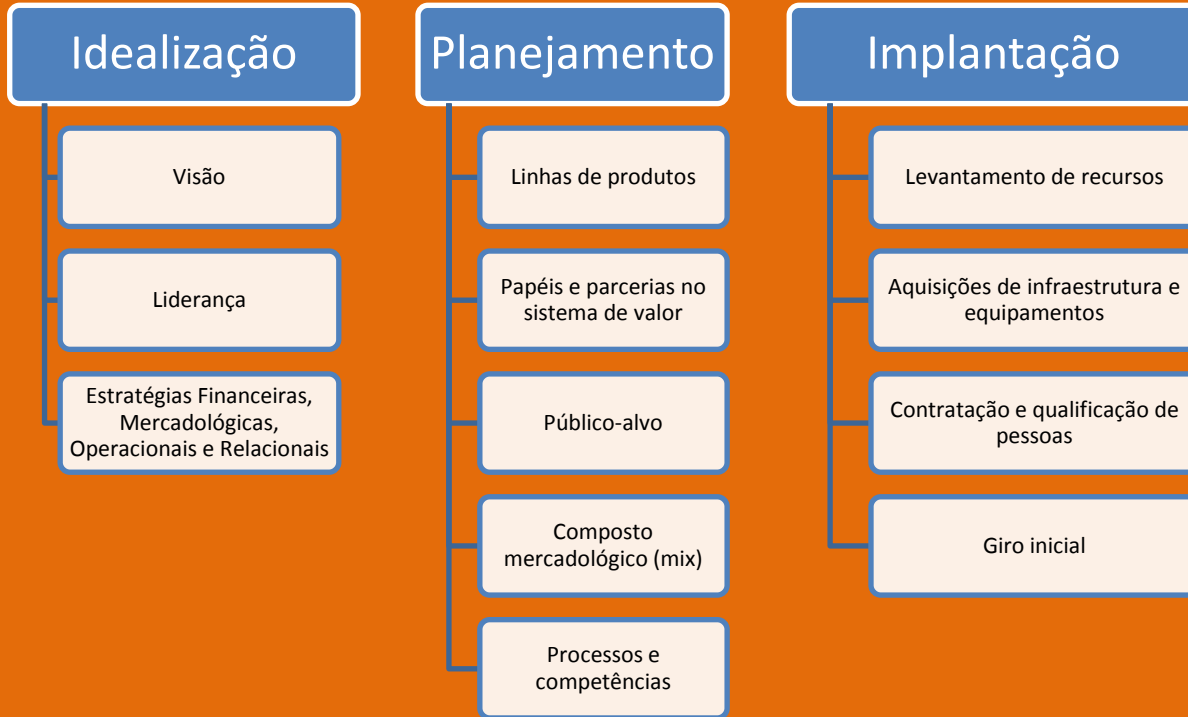 Idealização
Visão
Liderança
Estratégias Financeiras,
Mercadológicas,
Operacionais e Relacionais
Planejamento
Linhas de produtos
Papéis e parcerias no
sistema de valor
Público-alvo
Composto
mercadológico (mix)
Processos e
competências
Implantação
Levantamento de recursos
Aquisições de infraestrutura e
equipamentos
Contratação e qualificação de
pessoas
Giro inicial